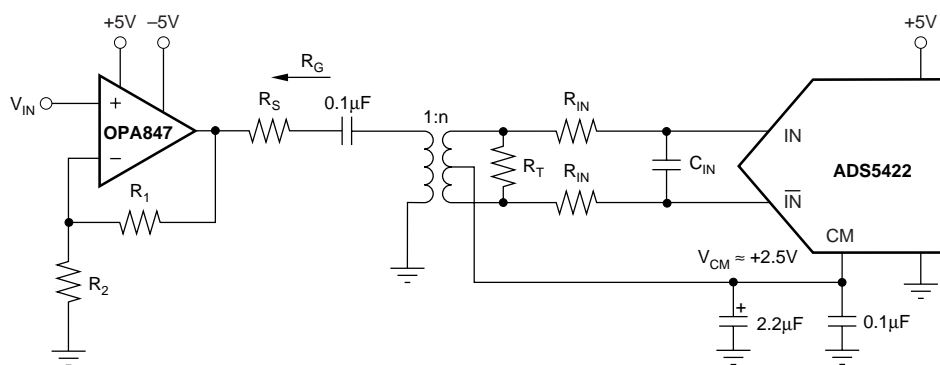 +5V
–5V
+5V
R_G
V_IN
+
OPA847
–
R_S
0.1µF
1:n
R_IN
R_T
R_IN
C_IN
IN
I̅N̅
ADS5422
R_1
R_2
CM
V_CM ≈ +2.5V
+
2.2µF
0.1µF